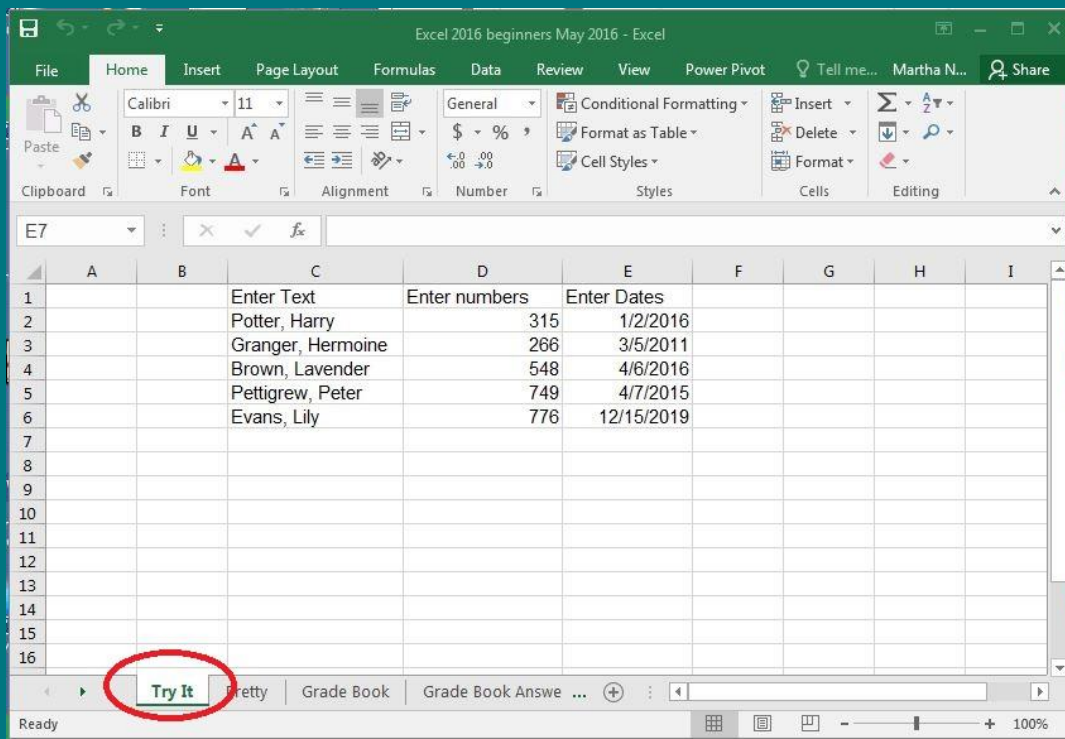 Excel 2016 beginners May 2016 - Excel
File Home Insert Page Layout Formulas Data Review View Power Pivot Tell me... Martha N... Share
Calibri 11 General Conditional Formatting Insert
Paste B I U A A $ % , Format as Table Delete
A Cell Styles Format
Clipboard Font Alignment Number Styles Cells Editing
E7 fx
A B C D E F G H I
1 Enter Text Enter numbers Enter Dates
2 Potter, Harry 315 1/2/2016
3 Granger, Hermoine 266 3/5/2011
4 Brown, Lavender 548 4/6/2016
5 Pettigrew, Peter 749 4/7/2015
6 Evans, Lily 776 12/15/2019
7
8
9
10
11
12
13
14
15
16
Try It Pretty Grade Book Grade Book Answe ...
Ready 100%